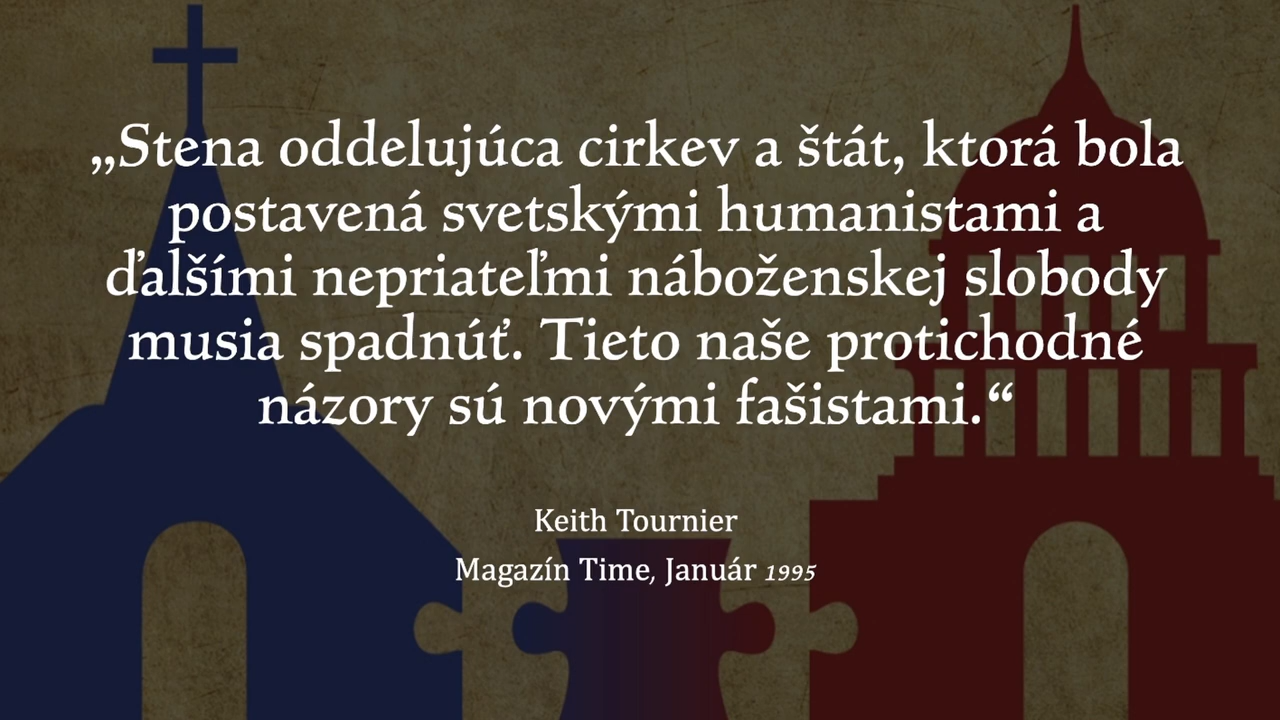 „Stena oddelujúca cirkev a štát, ktorá bola
postavená svetskými humanistami a
ďalšími nepriateľmi náboženskej slobody
musia spadnúť. Tieto naše protichodné
názory sú novými fašistami.“
Keith Tournier
Magazín Time, Január 1995